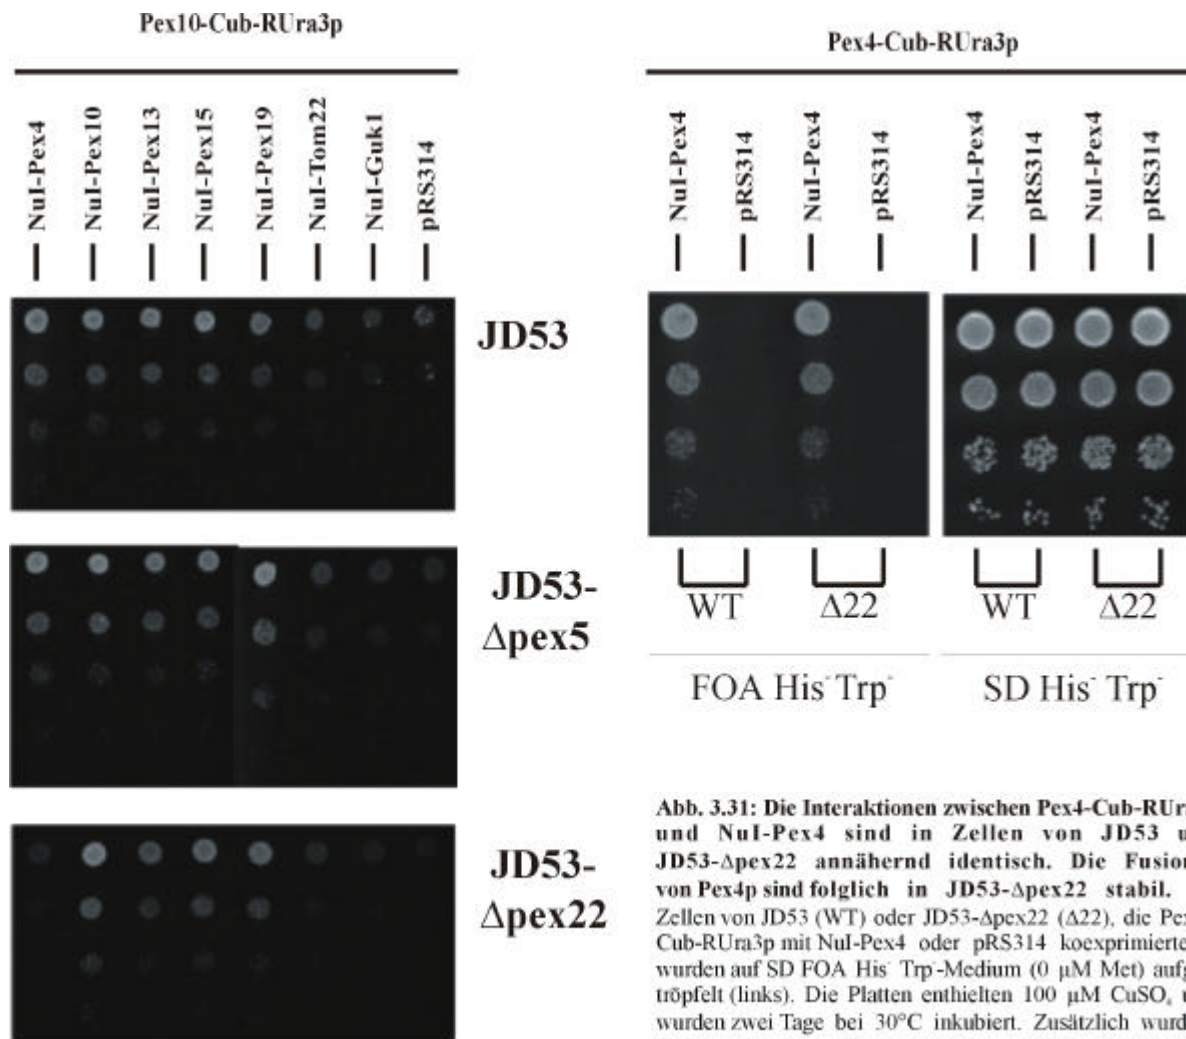 Pex10-Cub-RUra3p
NuI-Pex4
NuI-Pex10
NuI-Pex13
NuI-Pex15
NuI-Pex19
NuI-Tom22
NuI-Guk1
pRS314
JD53
JD53-
Δpex5
JD53-
Δpex22
Pex4-Cub-RUra3p
NuI-Pex4
pRS314
NuI-Pex4
pRS314
NuI-Pex4
pRS314
NuI-Pex4
pRS314
WT
Δ22
WT
Δ22
FOA His⁻ Trp⁻
SD His⁻ Trp⁻
Abb. 3.31: Die Interaktionen zwischen Pex4-Cub-RUr
und NuI-Pex4 sind in Zellen von JD53 u
JD53-Δpex22 annähernd identisch. Die Fusion
von Pex4p sind folglich in JD53-Δpex22 stabil.
Zellen von JD53 (WT) oder JD53-Δpex22 (Δ22), die Pex
Cub-RUra3p mit NuI-Pex4 oder pRS314 koexprimierte
wurden auf SD FOA His⁻ Trp⁻-Medium (0 µM Met) aufg
tröpfelt (links). Die Platten enthielten 100 µM CuSO₄ u
wurden zwei Tage bei 30°C inkubiert. Zusätzlich wurd